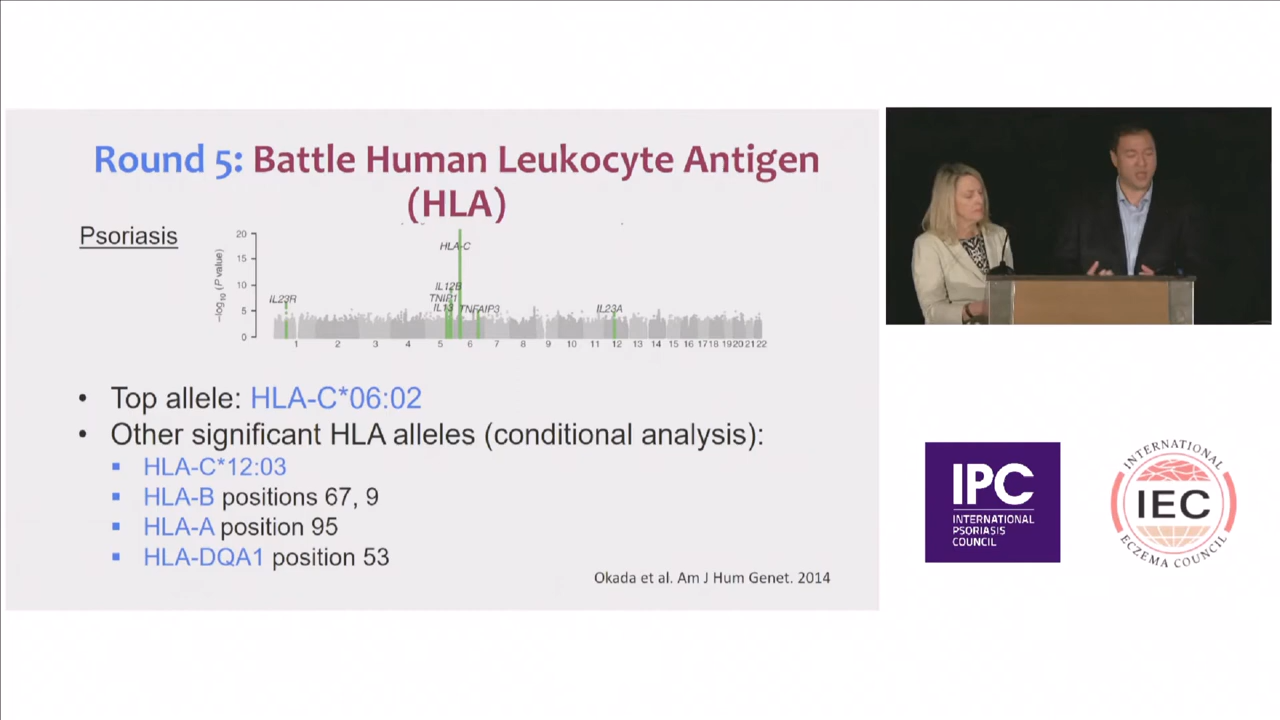 Round 5: Battle Human Leukocyte Antigen
(HLA)
Psoriasis
–log10 (P value)
20
15
10
5
0
HLA-C
IL12B
TNIP1
IL13
IL23R
TNFAIP3
IL23A
1 2 3 4 5 6 7 8 9 10 11 12 13 14 15 16 17 18 19 20 21 22
• Top allele: HLA-C*06:02
• Other significant HLA alleles (conditional analysis):
▪ HLA-C*12:03
▪ HLA-B positions 67, 9
▪ HLA-A position 95
▪ HLA-DQA1 position 53
Okada et al. Am J Hum Genet. 2014
IPC
INTERNATIONAL
PSORIASIS
COUNCIL
INTERNATIONAL
IEC
ECZEMA COUNCIL